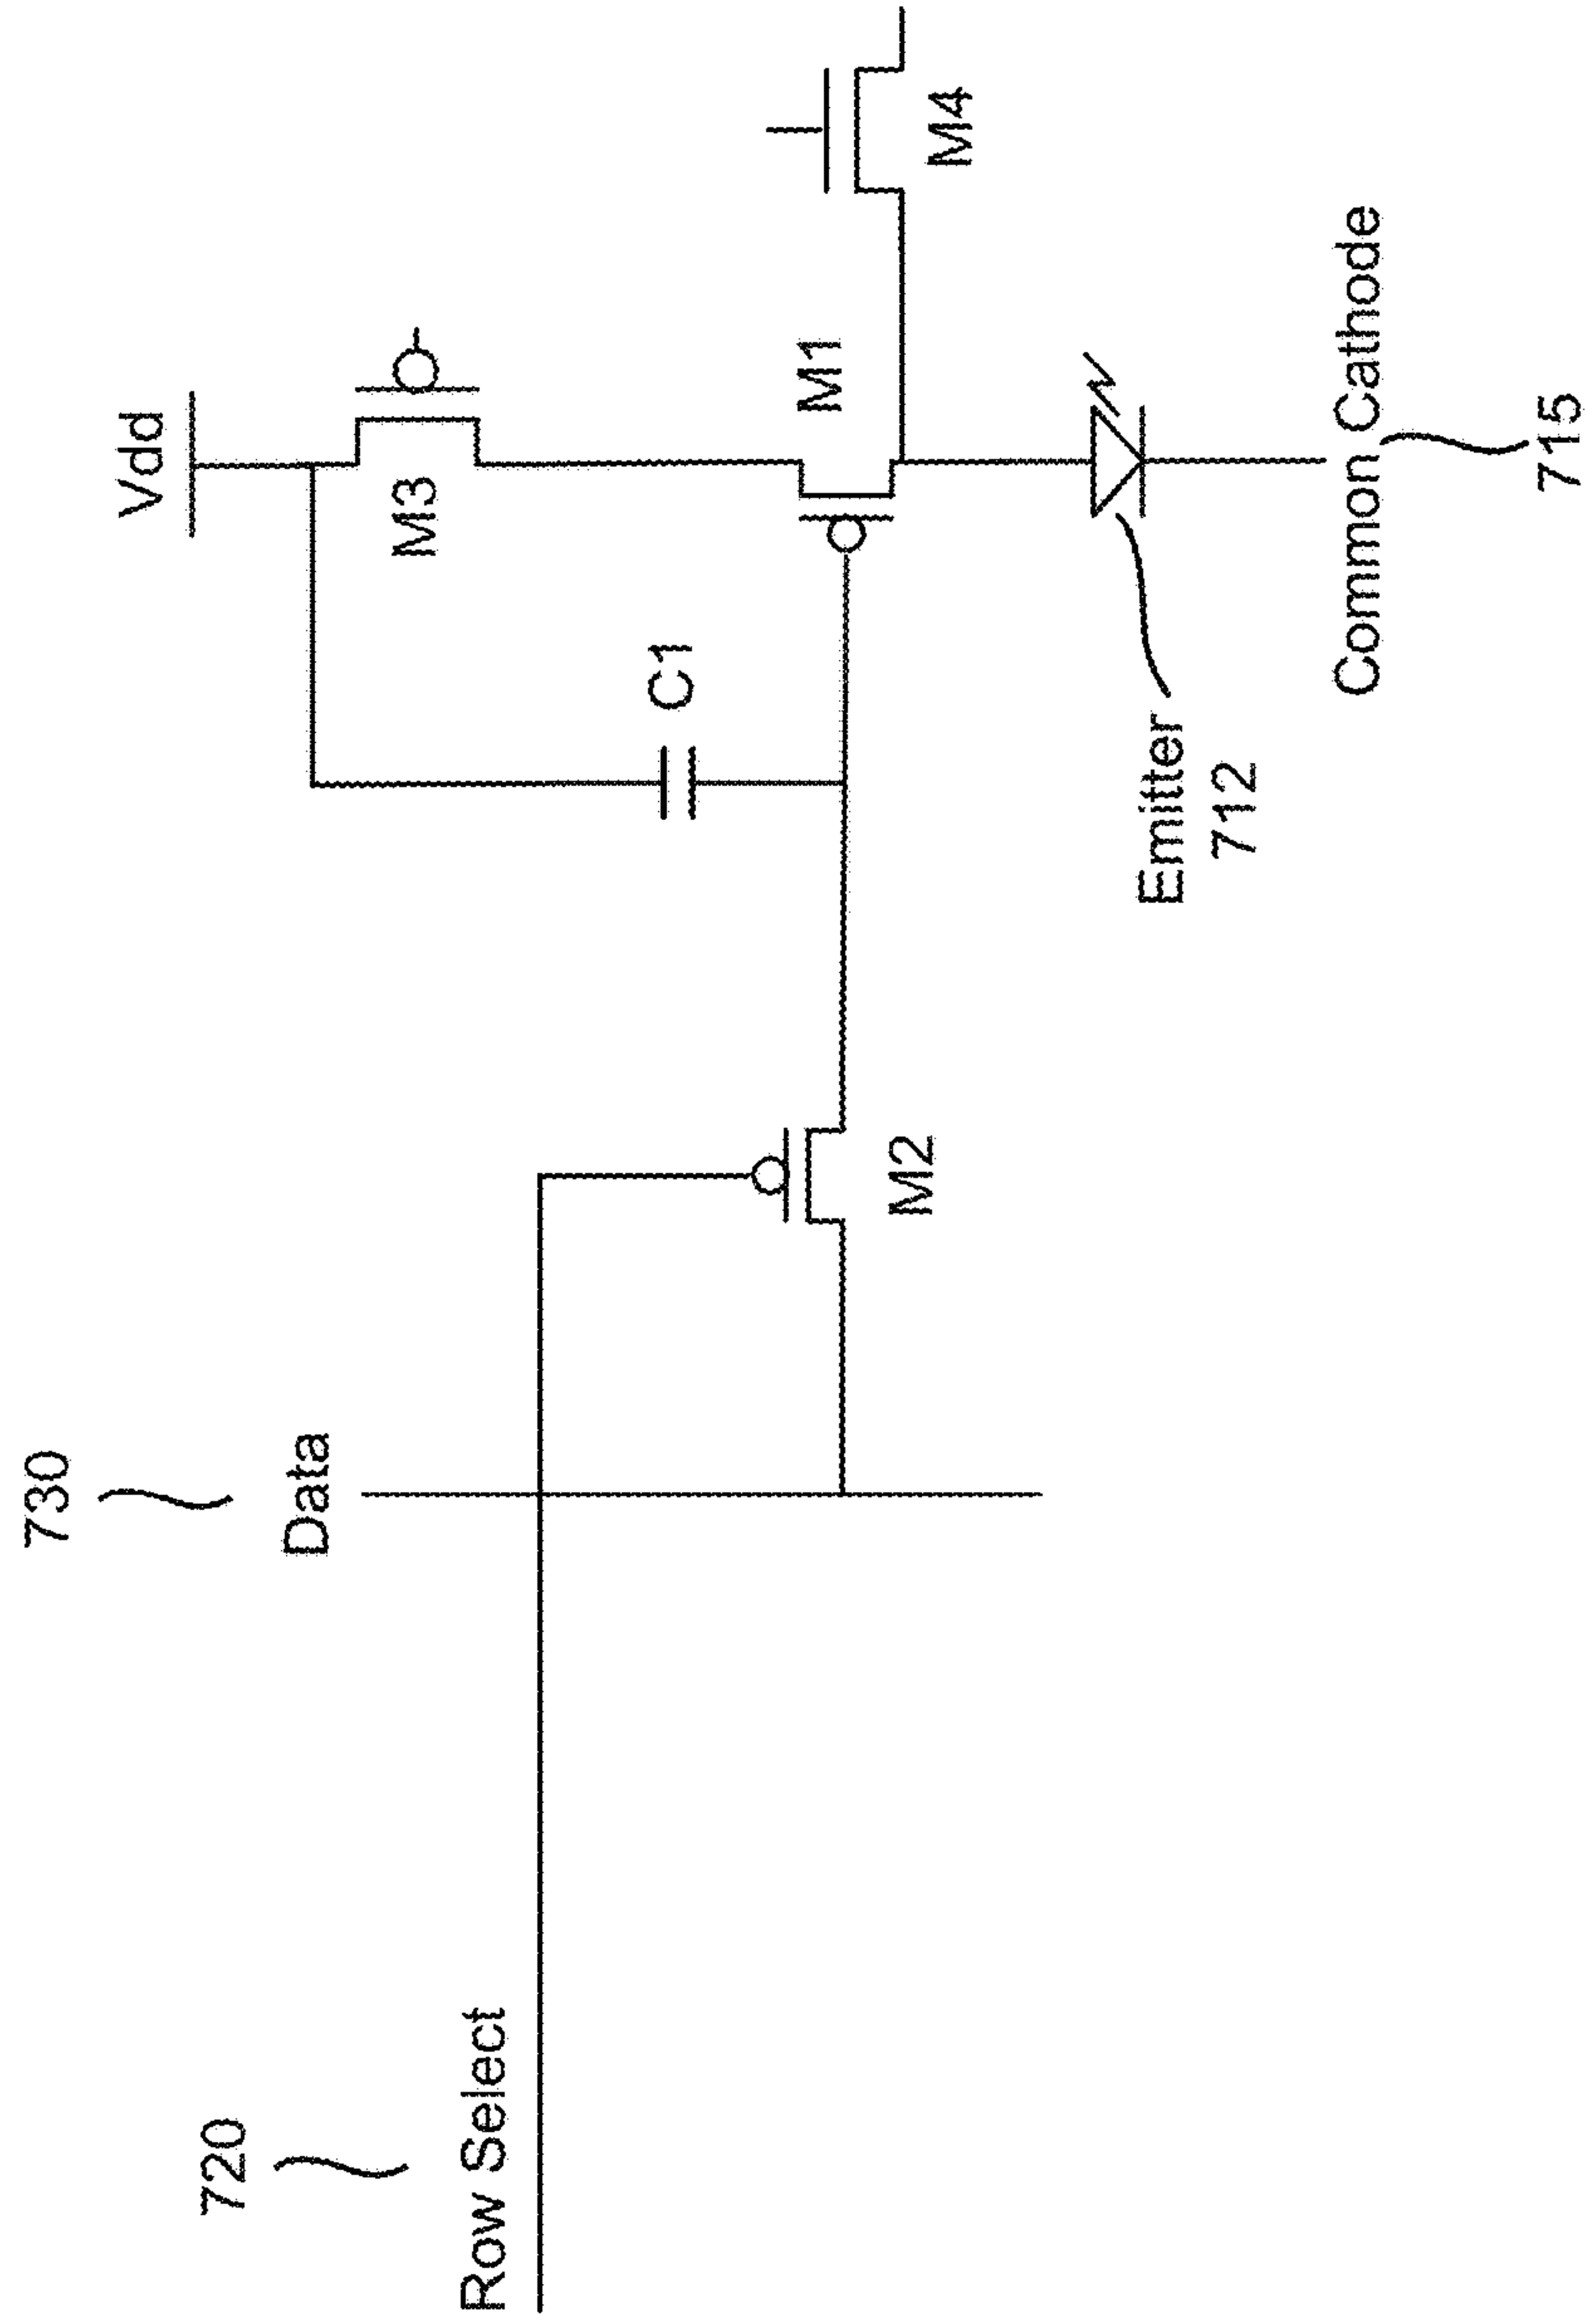 720
Row Select
730
Data
M2
C1
Vdd
M3
M1
M4
Emitter
712
Common Cathode
715